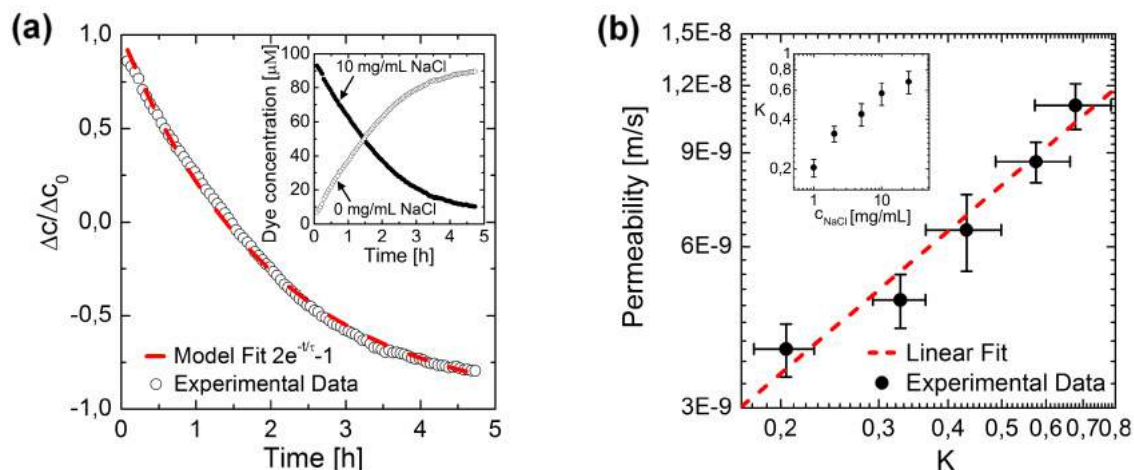 (a)
1,0
0,5
0,0
-0,5
-1,0
Δc/Δc₀
0 1 2 3 4 5
Time [h]
Model Fit 2e^{-t/τ}-1
Experimental Data
100
80
60
40
20
0
Dye concentration [µM]
10 mg/mL NaCl
0 mg/mL NaCl
0 1 2 3 4 5
Time [h]
(b)
1,5E-8
1,2E-8
9E-9
6E-9
3E-9
Permeability [m/s]
0,2 0,3 0,4 0,5 0,6 0,7 0,8
K
Linear Fit
Experimental Data
1
0,8
0,6
0,4
0,2
K
1 10
c_{NaCl} [mg/mL]